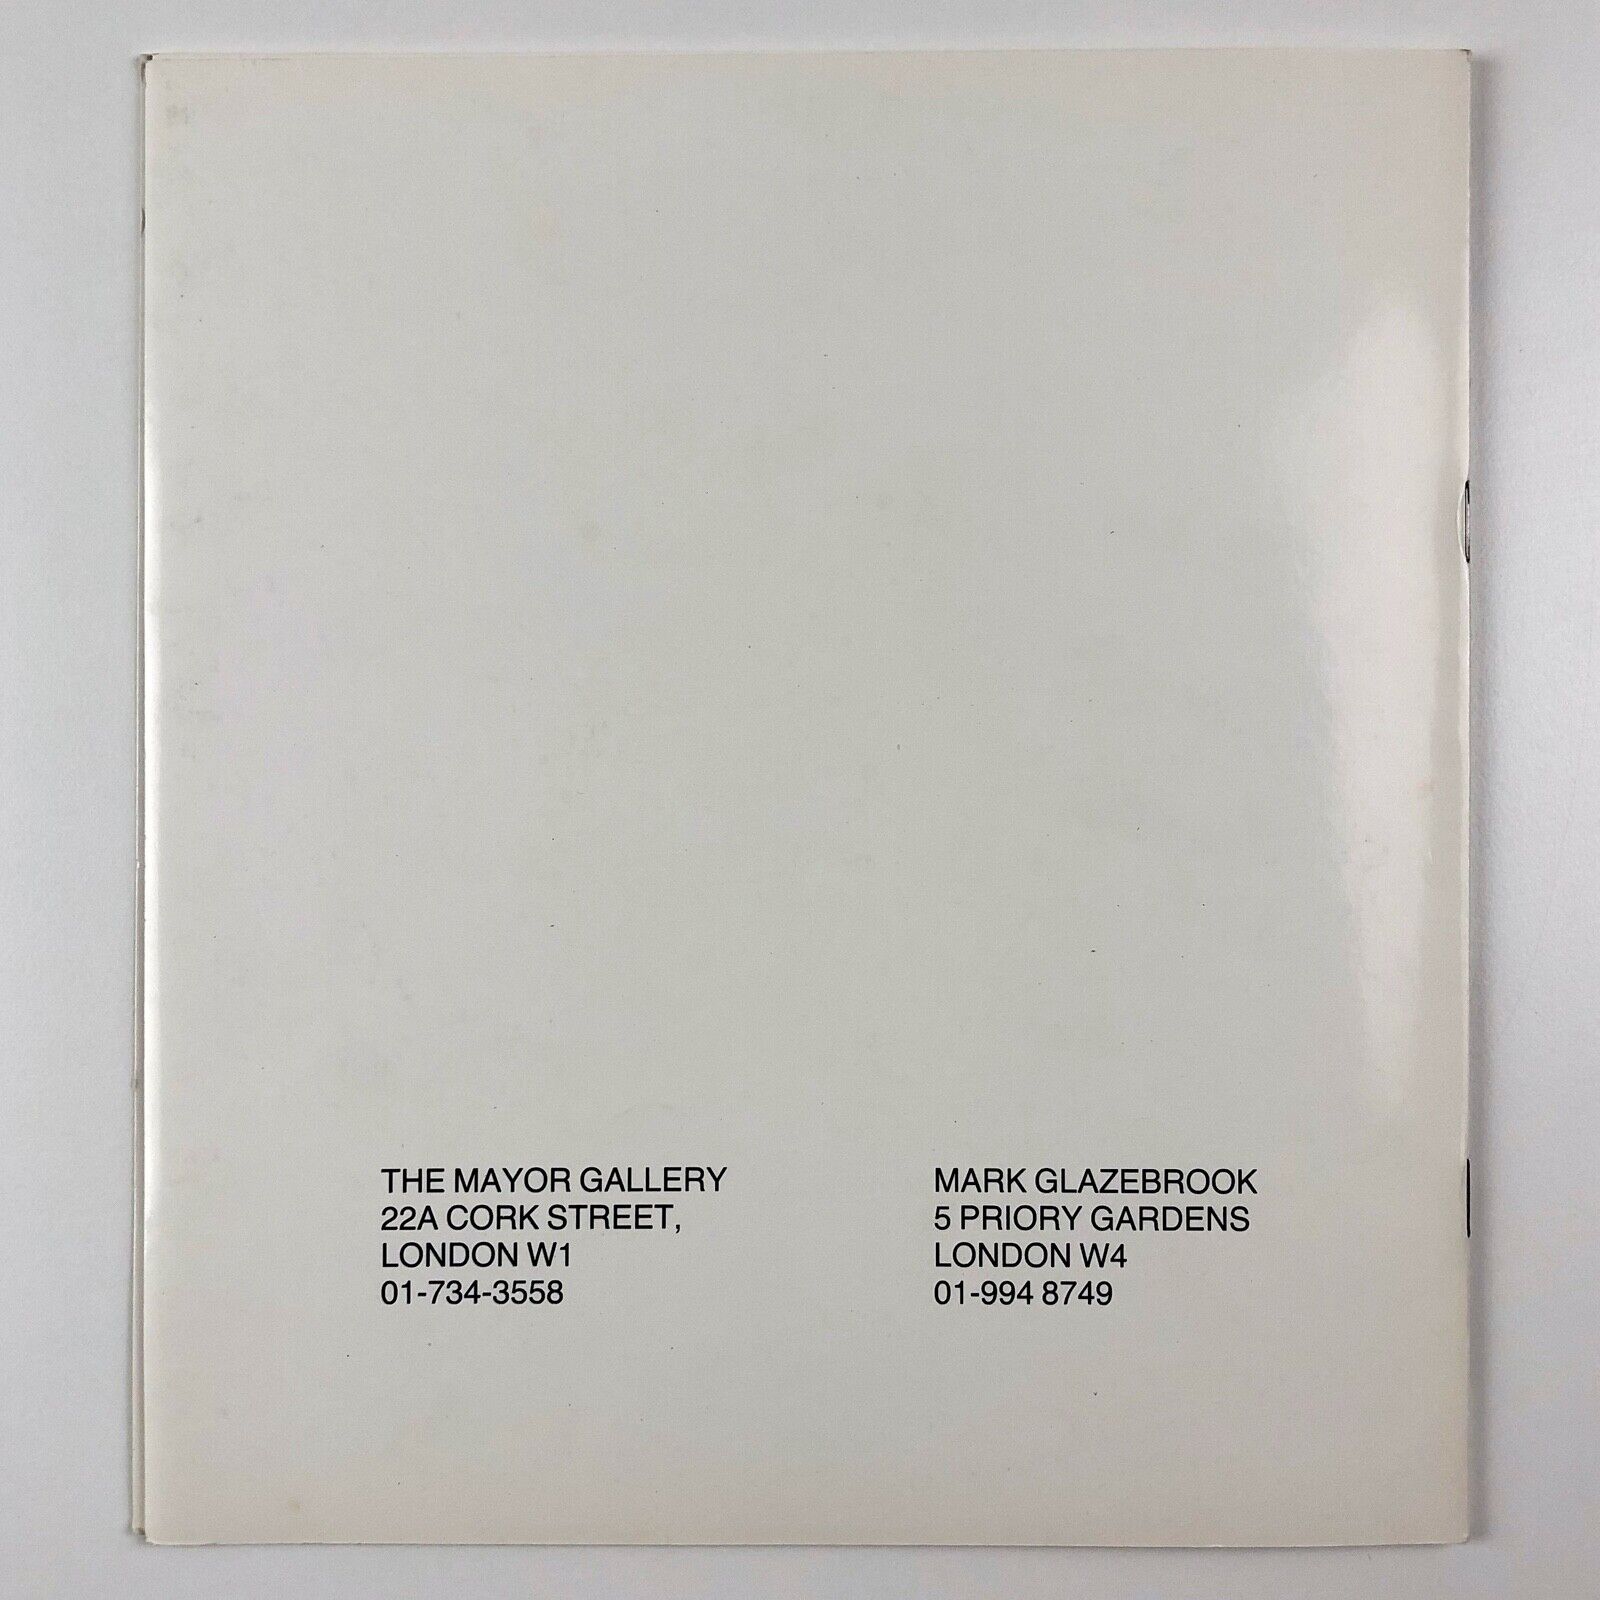 THE MAYOR GALLERY
22A CORK STREET,
LONDON W1
01-734-3558
MARK GLAZEBROOK
5 PRIORY GARDENS
LONDON W4
01-994 8749